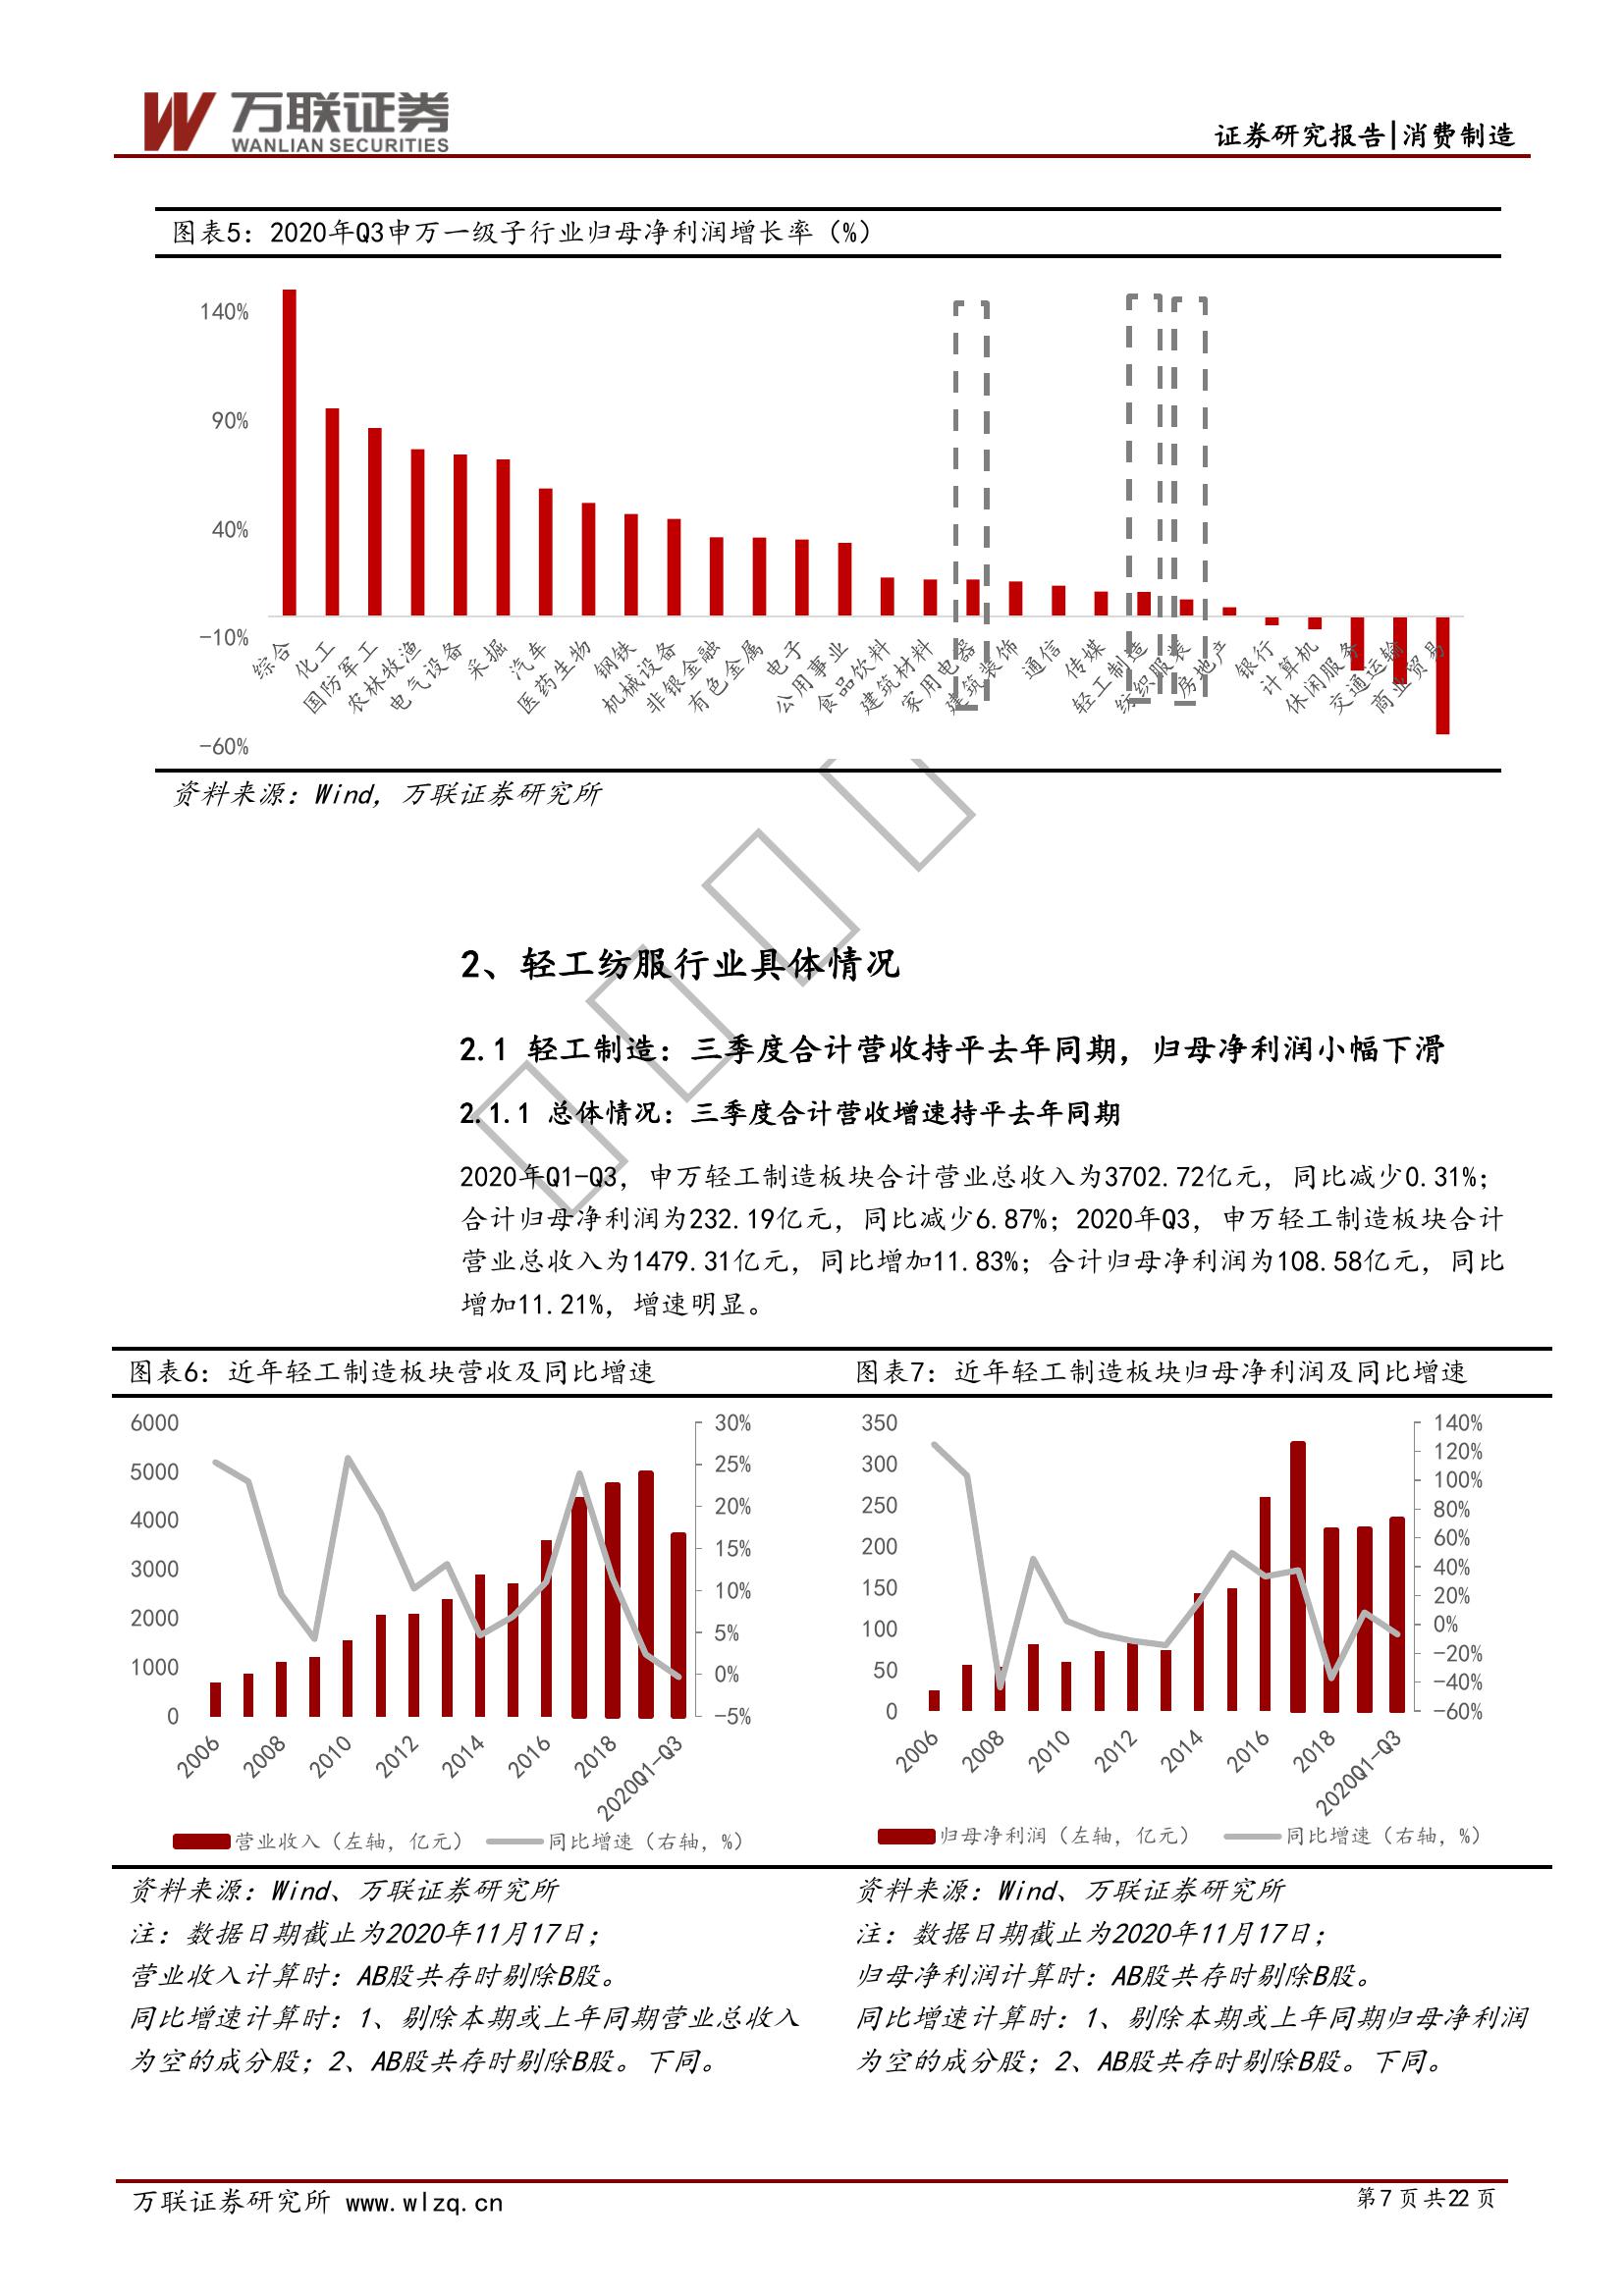 万联证券
WANLIAN SECURITIES
证券研究报告|消费制造
图表5：2020年Q3申万一级子行业归母净利润增长率（%）
140%
90%
40%
-10%
-60%
综合
化工
国防军工
农林牧渔
电气设备
采掘
汽车
医药生物
钢铁
机械设备
非银金融
有色金属
电子
公用事业
食品饮料
建筑材料
家用电器
建筑装饰
通信
传媒
轻工制造
纺织服装
房地产
银行
计算机
休闲服务
交通运输
商业贸易
资料来源：Wind，万联证券研究所
2、轻工纺服行业具体情况
2.1 轻工制造：三季度合计营收持平去年同期，归母净利润小幅下滑
2.1.1 总体情况：三季度合计营收增速持平去年同期
2020年Q1-Q3，申万轻工制造板块合计营业总收入为3702.72亿元，同比减少0.31%；
合计归母净利润为232.19亿元，同比减少6.87%；2020年Q3，申万轻工制造板块合计
营业总收入为1479.31亿元，同比增加11.83%；合计归母净利润为108.58亿元，同比
增加11.21%，增速明显。
图表6：近年轻工制造板块营收及同比增速
6000
5000
4000
3000
2000
1000
0
30%
25%
20%
15%
10%
5%
0%
-5%
2006
2008
2010
2012
2014
2016
2018
2020Q1-Q3
营业收入（左轴，亿元）
同比增速（右轴，%）
资料来源：Wind、万联证券研究所
注：数据日期截止为2020年11月17日；
营业收入计算时：AB股共存时剔除B股。
同比增速计算时：1、剔除本期或上年同期营业总收入
为空的成分股；2、AB股共存时剔除B股。下同。
图表7：近年轻工制造板块归母净利润及同比增速
350
300
250
200
150
100
50
0
140%
120%
100%
80%
60%
40%
20%
0%
-20%
-40%
-60%
2006
2008
2010
2012
2014
2016
2018
2020Q1-Q3
归母净利润（左轴，亿元）
同比增速（右轴，%）
资料来源：Wind、万联证券研究所
注：数据日期截止为2020年11月17日；
归母净利润计算时：AB股共存时剔除B股。
同比增速计算时：1、剔除本期或上年同期归母净利润
为空的成分股；2、AB股共存时剔除B股。下同。
万联证券研究所 www.wlzq.cn
第7页共22页